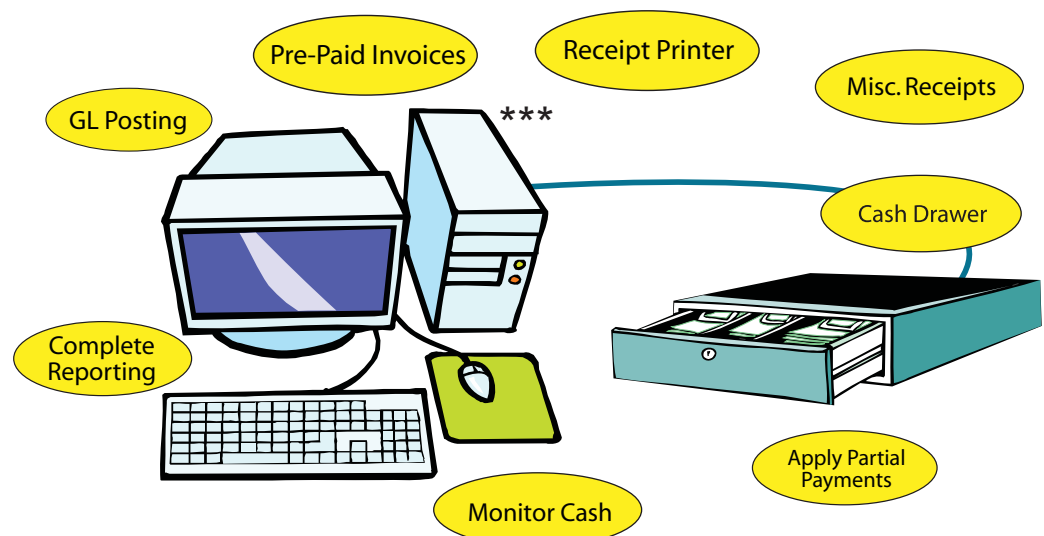 Pre-Paid Invoices
Receipt Printer
Misc. Receipts
GL Posting
***
Cash Drawer
Complete
Reporting
Apply Partial
Payments
Monitor Cash